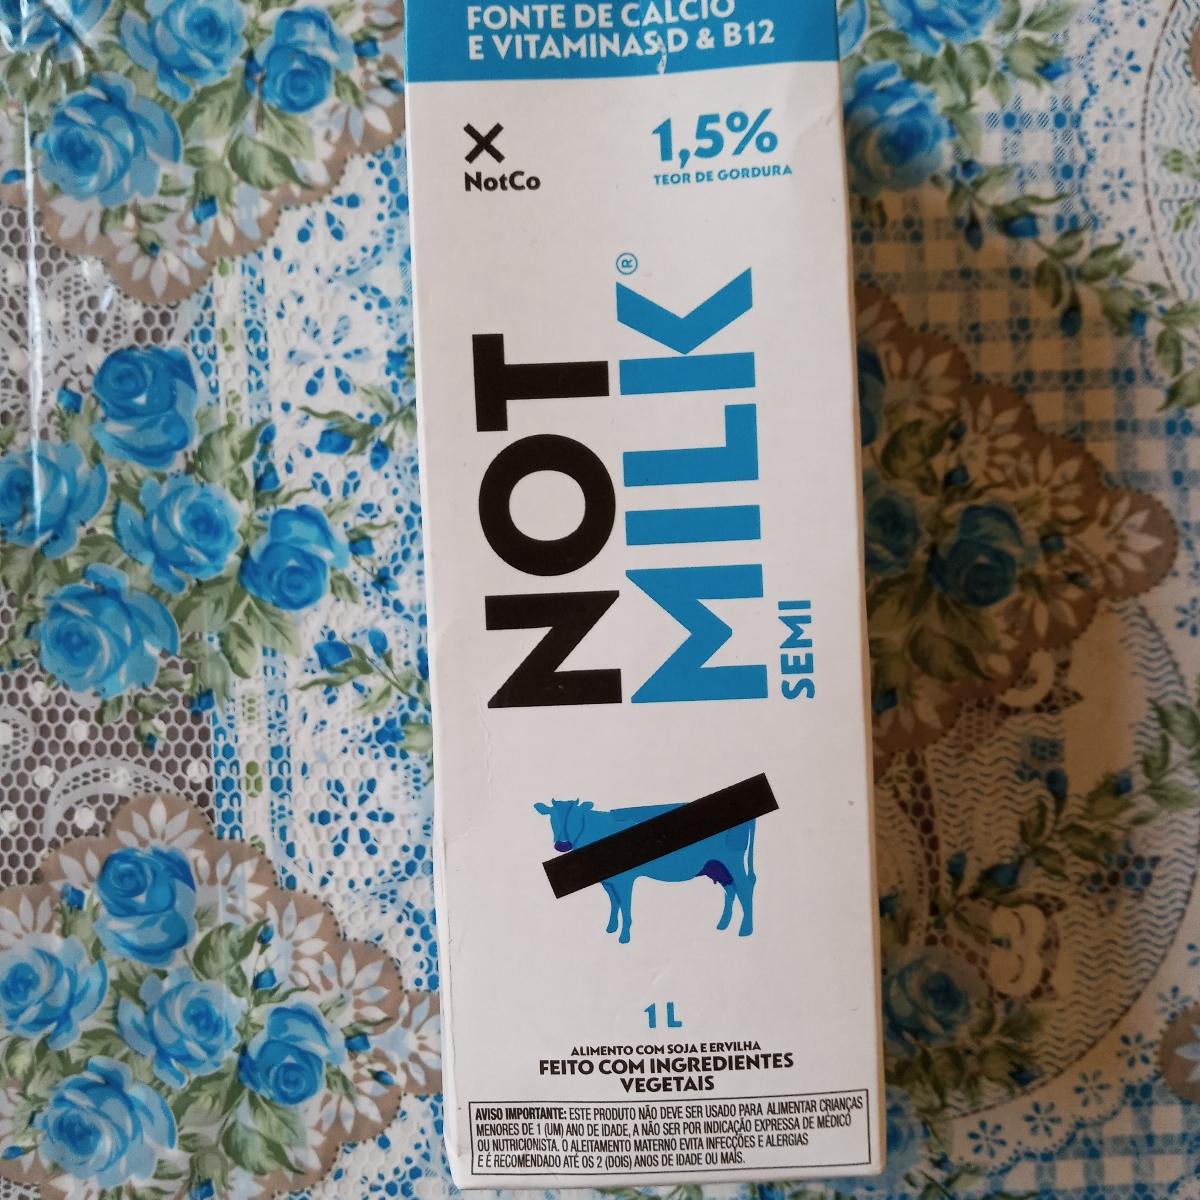 FONTE DE CÁLCIO
E VITAMINAS D & B12
NotCo
1,5%
TEOR DE GORDURA
NOT
MILK®
SEMI
1 L
ALIMENTO COM SOJA E ERVILHA
FEITO COM INGREDIENTES
VEGETAIS
AVISO IMPORTANTE: ESTE PRODUTO NÃO DEVE SER USADO PARA ALIMENTAR CRIANÇAS
MENORES DE 1 (UM) ANO DE IDADE, A NÃO SER POR INDICAÇÃO EXPRESSA DE MÉDICO
OU NUTRICIONISTA. O ALEITAMENTO MATERNO EVITA INFECÇÕES E ALERGIAS
E É RECOMENDADO ATÉ OS 2 (DOIS) ANOS DE IDADE OU MAIS.